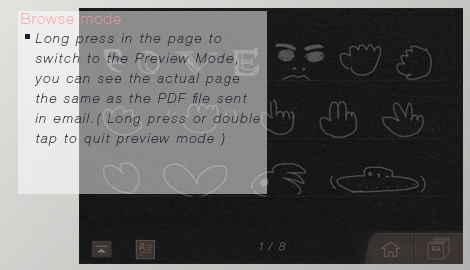 Browse mode
Long press in the page to
switch to the Preview Mode,
you can see the actual page
the same as the PDF file sent
in email.( Long press or double
tap to quit preview mode )
1 / 8